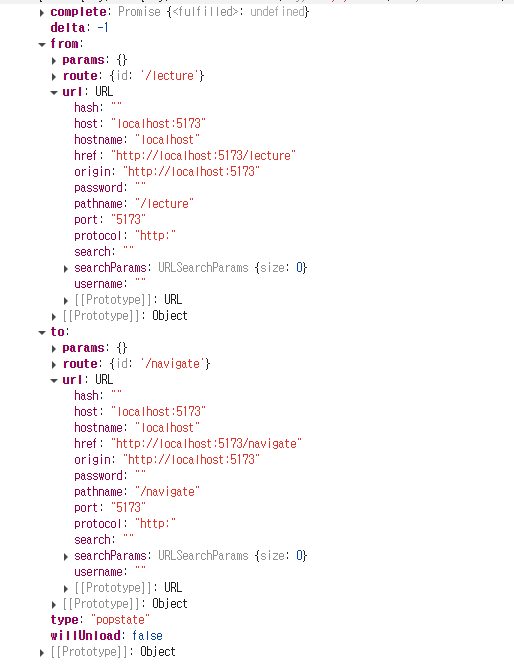 complete: Promise {<fulfilled>: undefined}
delta: -1
from:
params: {}
route: {id: '/lecture'}
url: URL
hash: ""
host: "localhost:5173"
hostname: "localhost"
href: "http://localhost:5173/lecture"
origin: "http://localhost:5173"
password: ""
pathname: "/lecture"
port: "5173"
protocol: "http:"
search: ""
searchParams: URLSearchParams {size: 0}
username: ""
[[Prototype]]: URL
[[Prototype]]: Object
to:
params: {}
route: {id: '/navigate'}
url: URL
hash: ""
host: "localhost:5173"
hostname: "localhost"
href: "http://localhost:5173/navigate"
origin: "http://localhost:5173"
password: ""
pathname: "/navigate"
port: "5173"
protocol: "http:"
search: ""
searchParams: URLSearchParams {size: 0}
username: ""
[[Prototype]]: URL
[[Prototype]]: Object
type: "popstate"
willUnload: false
[[Prototype]]: Object